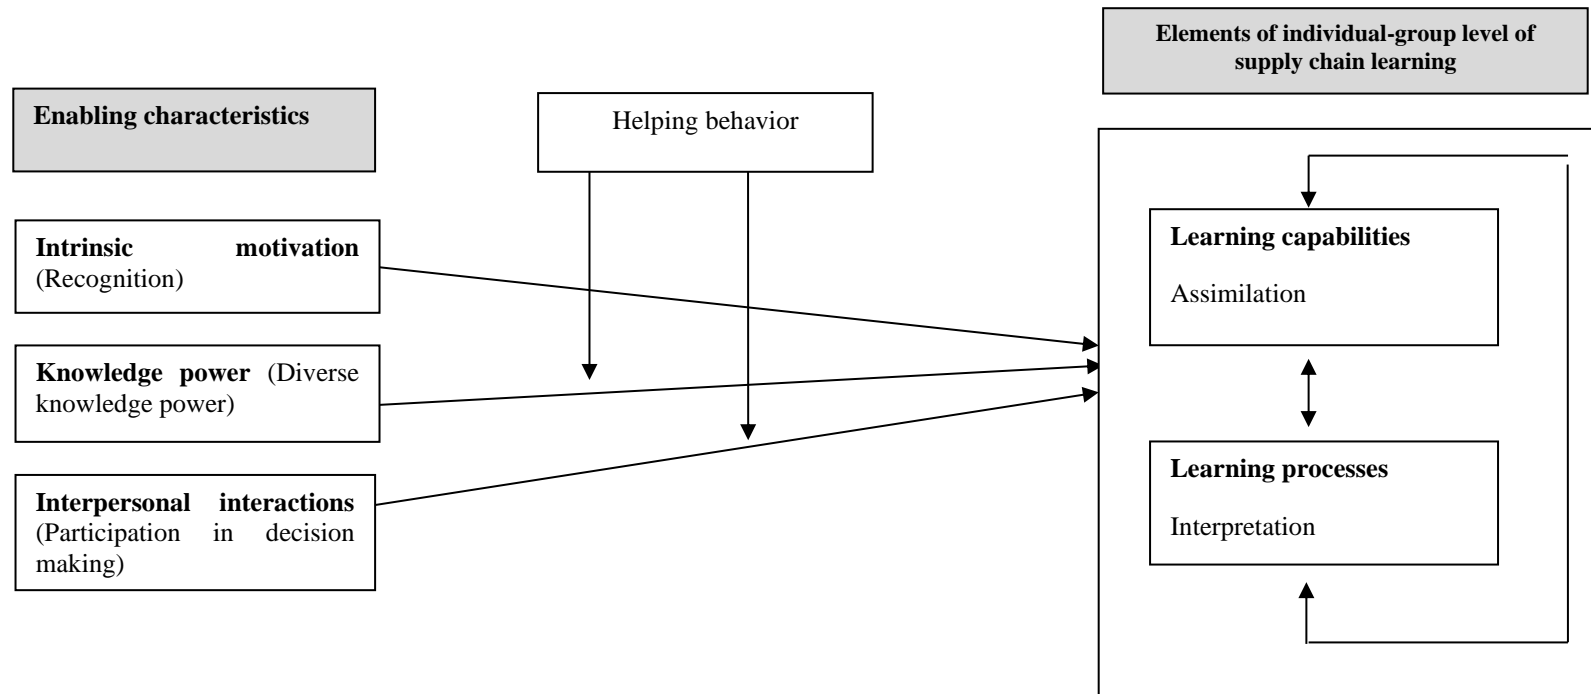 Elements of individual-group level of
supply chain learning
Enabling characteristics
Helping behavior
Intrinsic motivation
(Recognition)
Knowledge power (Diverse
knowledge power)
Interpersonal interactions
(Participation in decision
making)
Learning capabilities
Assimilation
Learning processes
Interpretation